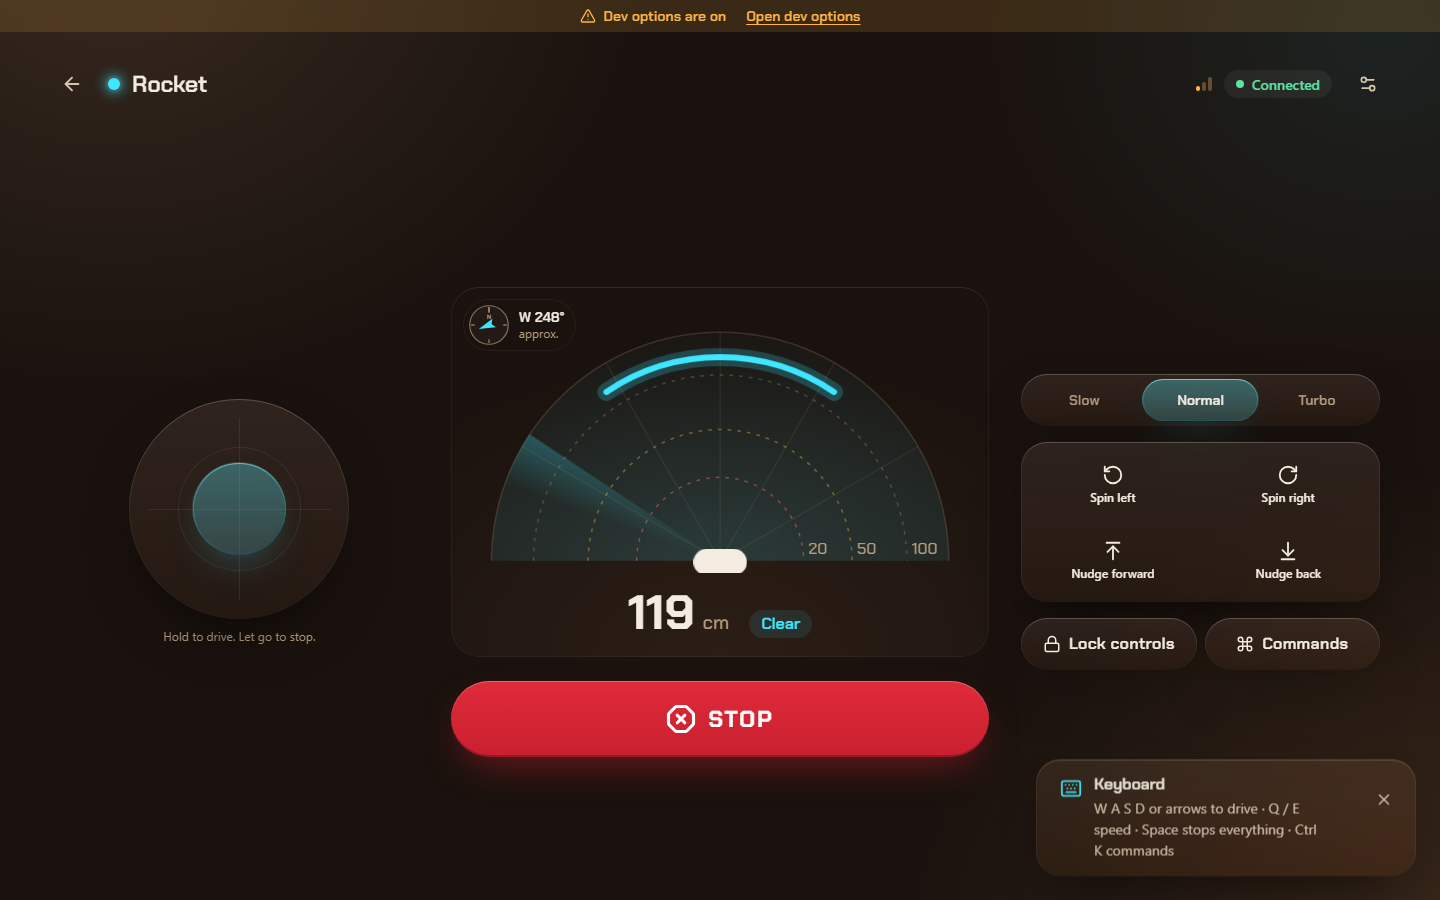 Dev options are on Open dev options
Rocket
Connected
N
W 248°
approx.
20 50 100
119 cm Clear
Hold to drive. Let go to stop.
STOP
Slow Normal Turbo
Spin left Spin right
Nudge forward Nudge back
Lock controls Commands
Keyboard
W A S D or arrows to drive · Q / E
speed · Space stops everything · Ctrl
K commands